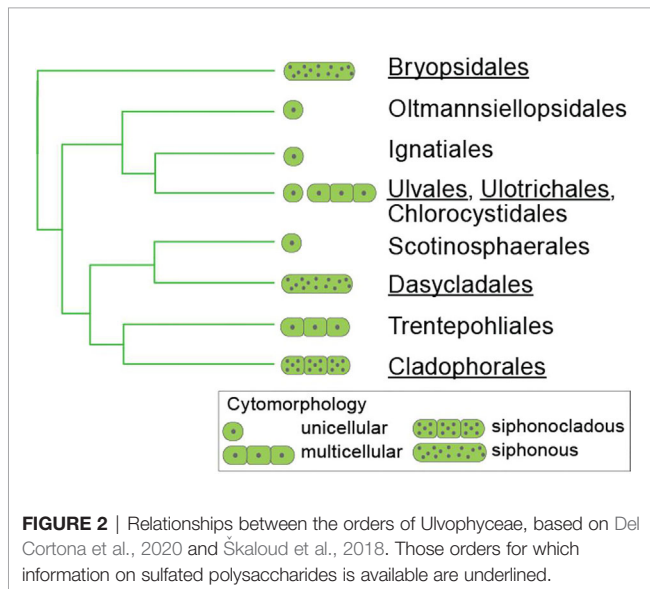 Bryopsidales
Oltmannsiellopsidales
Ignatiales
Ulvales, Ulotrichales,
Chlorocystidales
Scotinosphaerales
Dasycladales
Trentepohliales
Cladophorales
Cytomorphology
unicellular
siphonocladous
multicellular
siphonous
FIGURE 2 | Relationships between the orders of Ulvophyceae, based on Del
Cortona et al., 2020 and Škaloud et al., 2018. Those orders for which
information on sulfated polysaccharides is available are underlined.